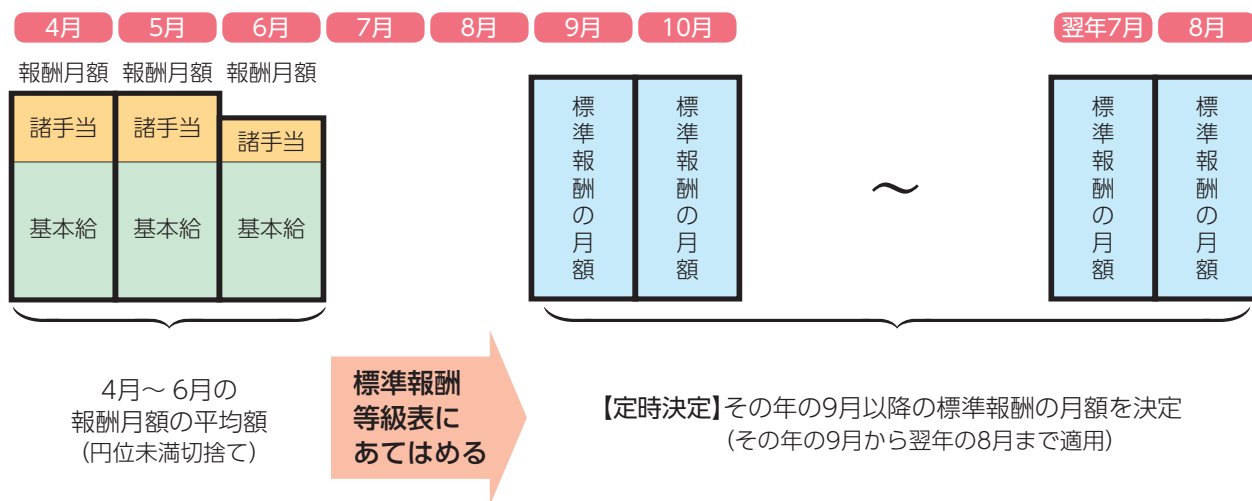 4月 5月 6月 7月 8月 9月 10月 翌年7月 8月
報酬月額 報酬月額 報酬月額
諸手当 諸手当 諸手当
基本給 基本給 基本給
標準報酬の月額
標準報酬の月額
～
標準報酬の月額
標準報酬の月額
4月～6月の
報酬月額の平均額
(円位未満切捨て)
標準報酬
等級表に
あてはめる
【定時決定】その年の9月以降の標準報酬の月額を決定
(その年の9月から翌年の8月まで適用)